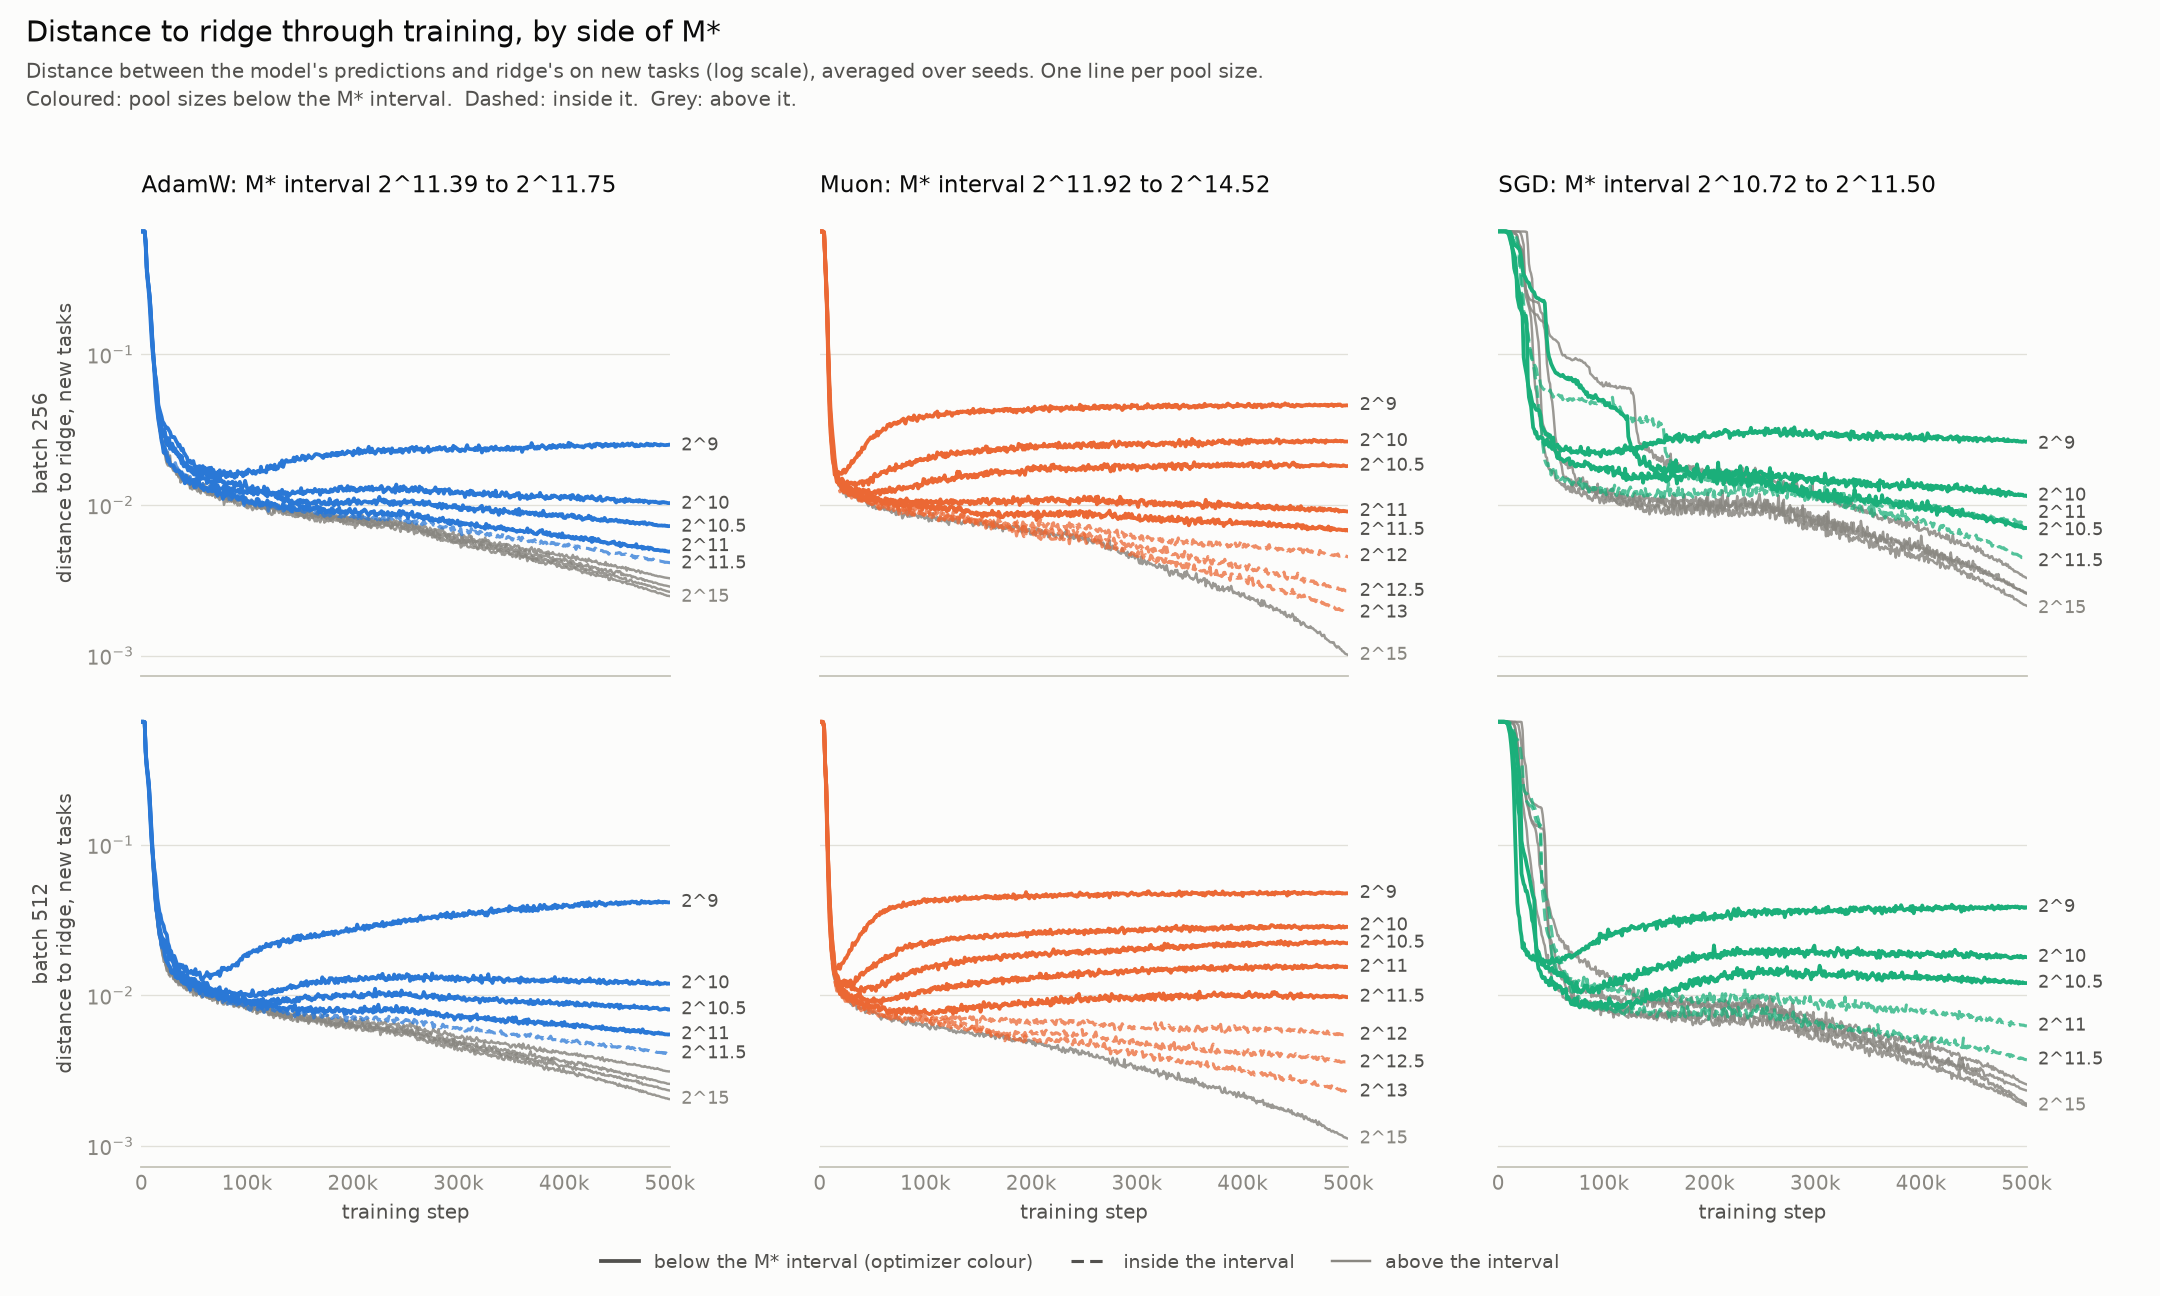 Distance to ridge through training, by side of M*
Distance between the model's predictions and ridge's on new tasks (log scale), averaged over seeds. One line per pool size.
Coloured: pool sizes below the M* interval.  Dashed: inside it.  Grey: above it.
AdamW: M* interval 2^11.39 to 2^11.75
Muon: M* interval 2^11.92 to 2^14.52
SGD: M* interval 2^10.72 to 2^11.50
batch 256
distance to ridge, new tasks
10⁻¹
10⁻²
10⁻³
2^9
2^10
2^10.5
2^11
2^11.5
2^15
2^9
2^10
2^10.5
2^11
2^11.5
2^12
2^12.5
2^13
2^15
2^9
2^10
2^11
2^10.5
2^11.5
2^15
batch 512
distance to ridge, new tasks
10⁻¹
10⁻²
10⁻³
2^9
2^10
2^10.5
2^11
2^11.5
2^15
2^9
2^10
2^10.5
2^11
2^11.5
2^12
2^12.5
2^13
2^15
2^9
2^10
2^10.5
2^11
2^11.5
2^15
0 100k 200k 300k 400k 500k
training step
0 100k 200k 300k 400k 500k
training step
0 100k 200k 300k 400k 500k
training step
below the M* interval (optimizer colour)
inside the interval
above the interval